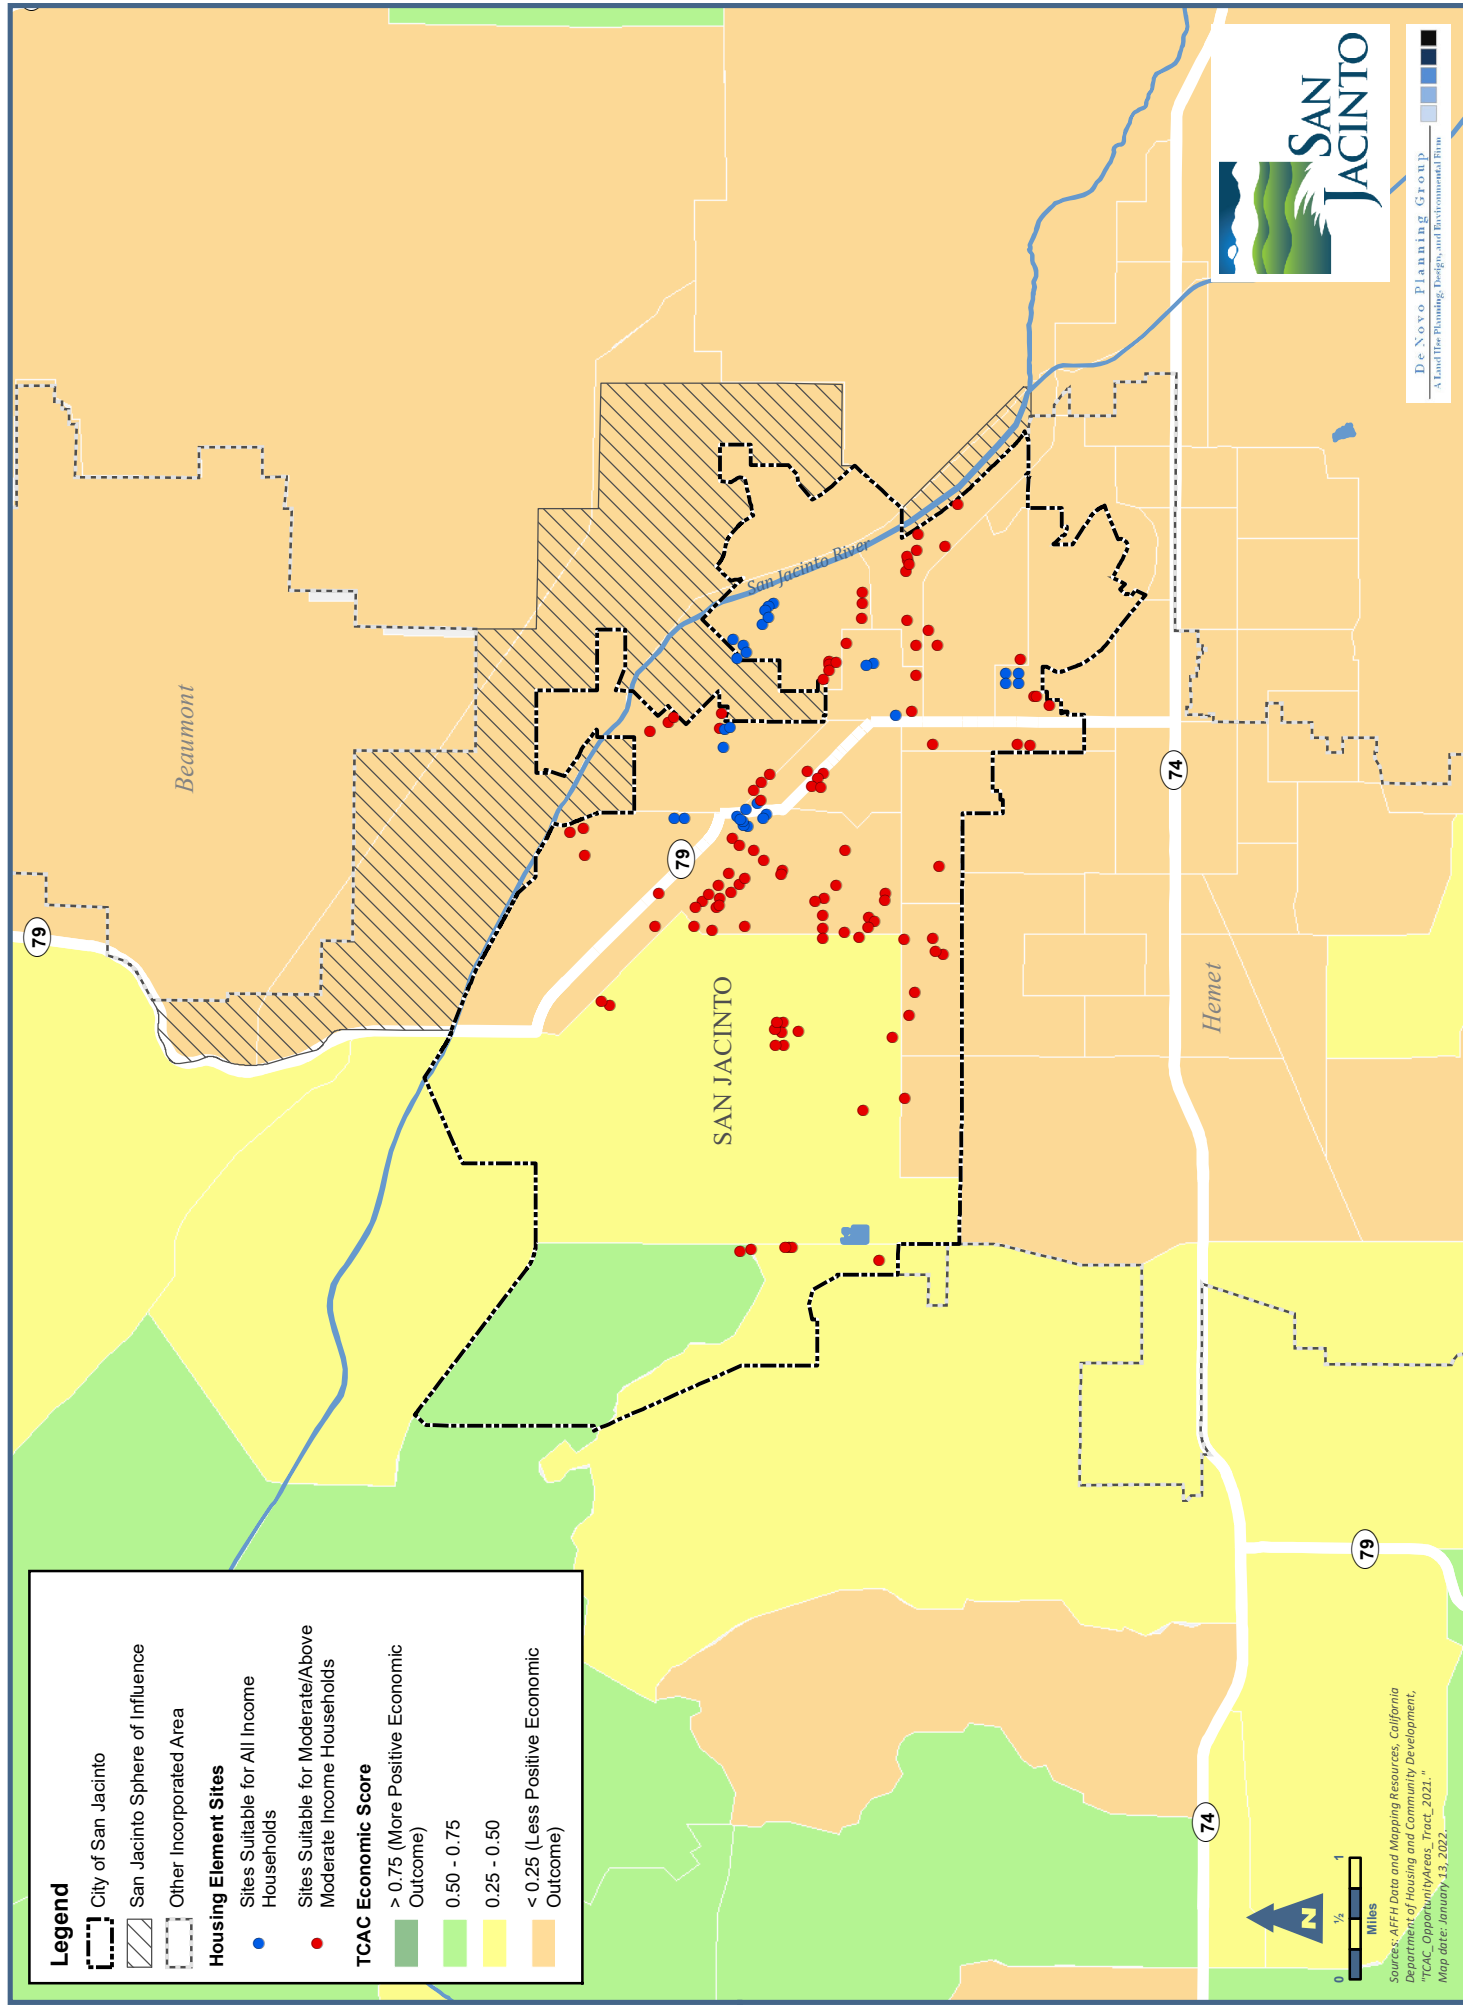 Legend
City of San Jacinto
San Jacinto Sphere of Influence
Other Incorporated Area
Housing Element Sites
Sites Suitable for All Income
Households
Sites Suitable for Moderate/Above
Moderate Income Households
TCAC Economic Score
> 0.75 (More Positive Economic
Outcome)
0.50 - 0.75
0.25 - 0.50
< 0.25 (Less Positive Economic
Outcome)
79
Beaumont
San Jacinto River
79
SAN JACINTO
74
Hemet
79
74
N
0 ½ 1
Miles
Sources: AFFH Data and Mapping Resources, California
Department of Housing and Community Development,
"TCAC_OpportunityAreas_Tract_2021."
Map date: January 13, 2022.
SAN
JACINTO
De Novo Planning Group
A Land Use Planning, Design, and Environmental Firm